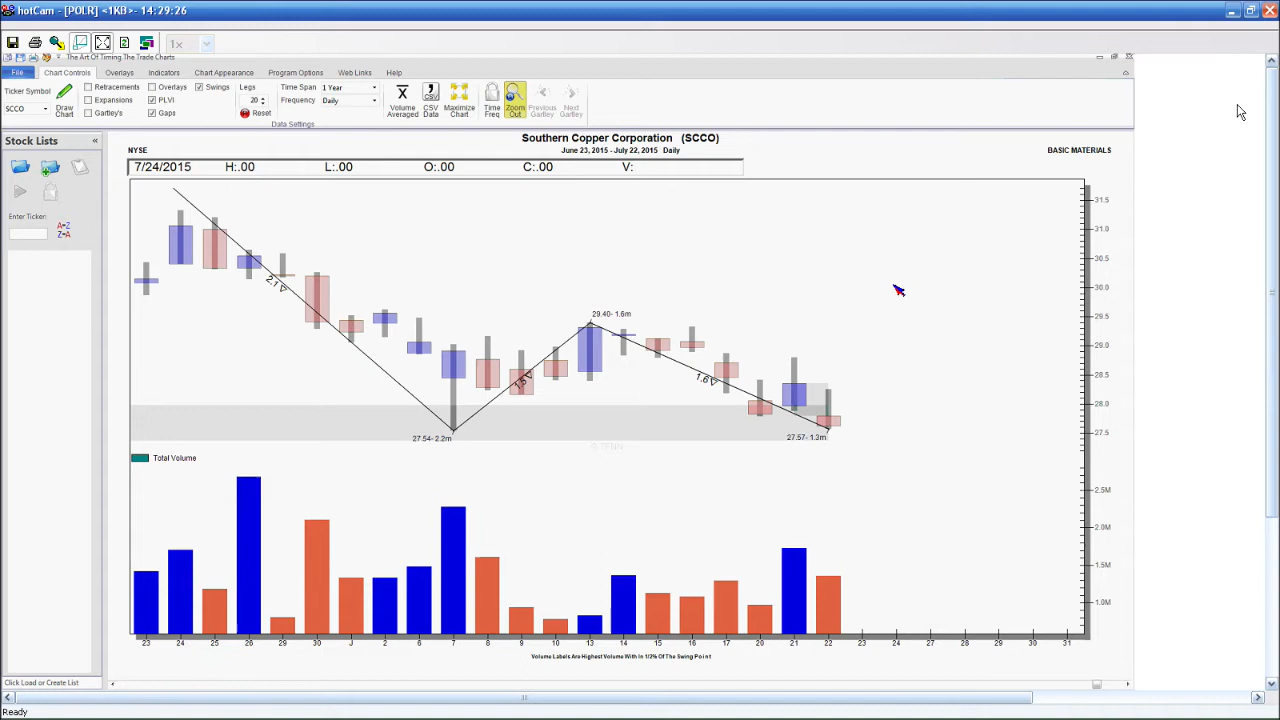 hotCam - [POLR] <1KB>- 14:29:26
1×
The Art Of Timing The Trade Charts
File Chart Controls Overlays Indicators Chart Appearance Program Options Web Links Help
Ticker Symbol
SCCO
Draw Chart
Retracements Overlays Swings
Expansions PLVI
Gartley's Gaps
Legs
20
Reset
Time Span 1 Year
Frequency Daily
Volume Averaged
CSV Data
Maximize Chart
Time Freq
Zoom Out
Previous Gartley
Next Gartley
Data Settings
Stock Lists «
Enter Ticker:
A-Z
Z-A
Click Load or Create List
Southern Copper Corporation (SCCO)
NYSE June 23, 2015 - July 22, 2015 Daily BASIC MATERIALS
7/24/2015 H:.00 L:.00 O:.00 C:.00 V:
31.5
31.0
30.5
30.0
29.5
29.0
28.5
28.0
27.5
2.1 V
29.40- 1.6m
1.5 V
1.6 V
27.54- 2.2m
27.57- 1.3m
© TFNN
Total Volume
2.5M
2.0M
1.5M
1.0M
23 24 25 26 29 30 J 2 6 7 8 9 10 13 14 15 16 17 20 21 22 23 24 27 28 29 30 31
Volume Labels Are Highest Volume With In 1/2% Of The Swing Point
Ready